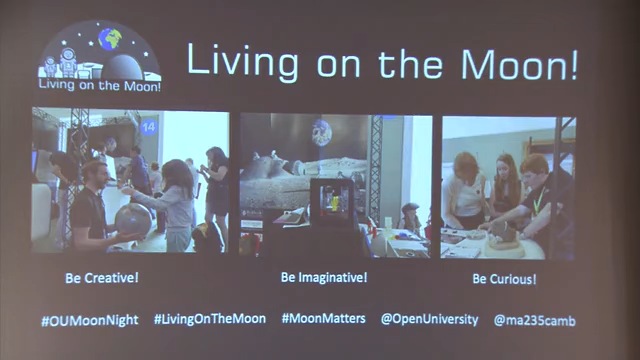 Living on the Moon!
Living on the Moon!
14
Be Creative!
Be Imaginative!
Be Curious!
#OUMoonNight #LivingOnTheMoon #MoonMatters @OpenUniversity @ma235camb